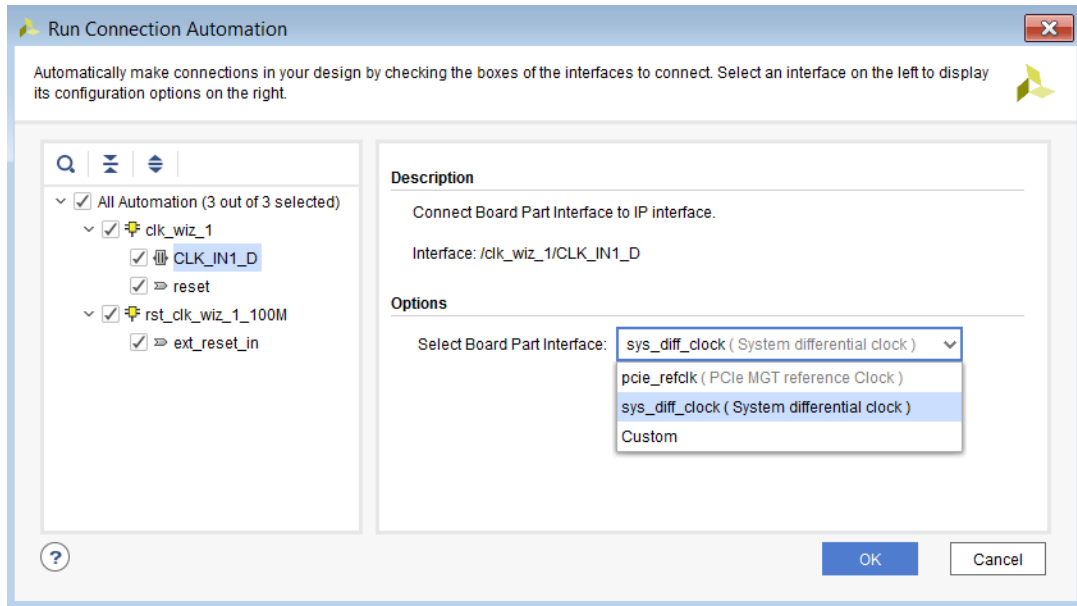 Run Connection Automation
Automatically make connections in your design by checking the boxes of the interfaces to connect. Select an interface on the left to display
its configuration options on the right.
All Automation (3 out of 3 selected)
clk_wiz_1
CLK_IN1_D
reset
rst_clk_wiz_1_100M
ext_reset_in
Description
Connect Board Part Interface to IP interface.
Interface: /clk_wiz_1/CLK_IN1_D
Options
Select Board Part Interface: sys_diff_clock ( System differential clock )
pcie_refclk ( PCIe MGT reference Clock )
sys_diff_clock ( System differential clock )
Custom
?
OK Cancel